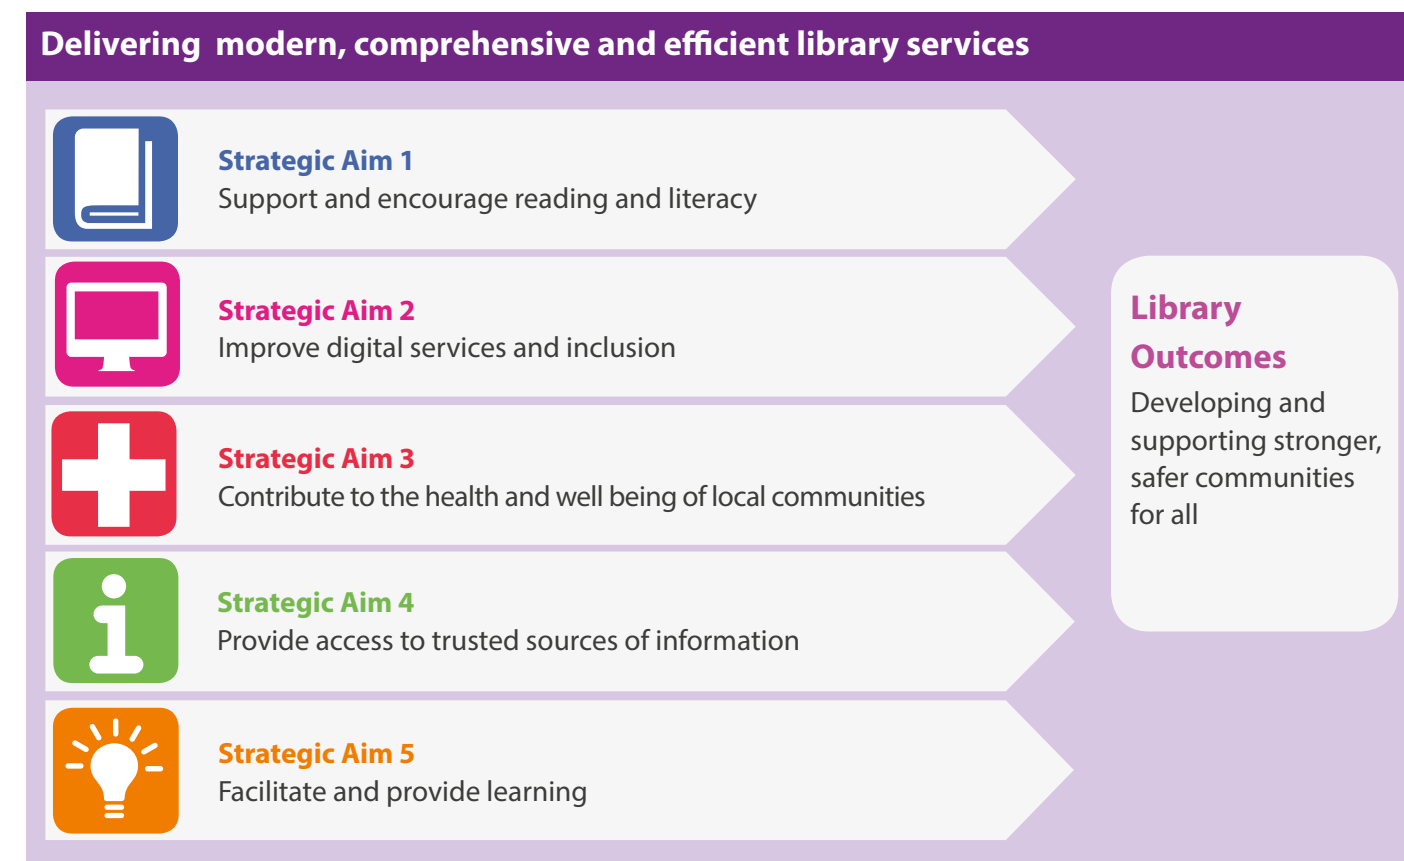 Delivering modern, comprehensive and efficient library services
Strategic Aim 1
Support and encourage reading and literacy
Strategic Aim 2
Improve digital services and inclusion
Strategic Aim 3
Contribute to the health and well being of local communities
Strategic Aim 4
Provide access to trusted sources of information
Strategic Aim 5
Facilitate and provide learning
Library
Outcomes
Developing and
supporting stronger,
safer communities
for all